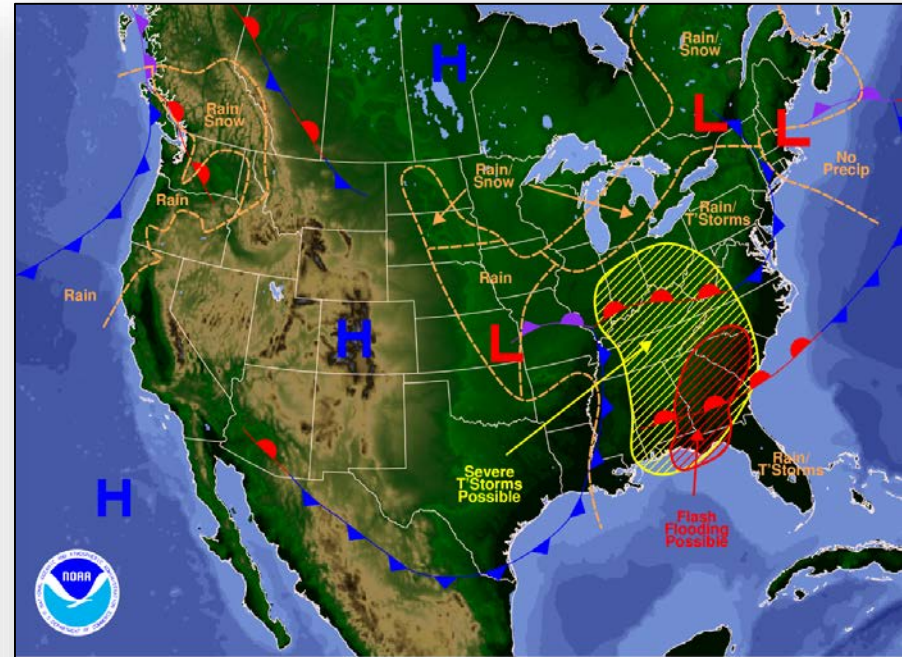 Rain/
Snow
H
Rain/
Snow
L
L
No
Precip
Rain/
Snow
Rain
Rain/
T'Storms
Rain
Rain
H
L
Severe
T'Storms
Possible
Rain/
T'Storms
H
Flash
Flooding
Possible
NOAA